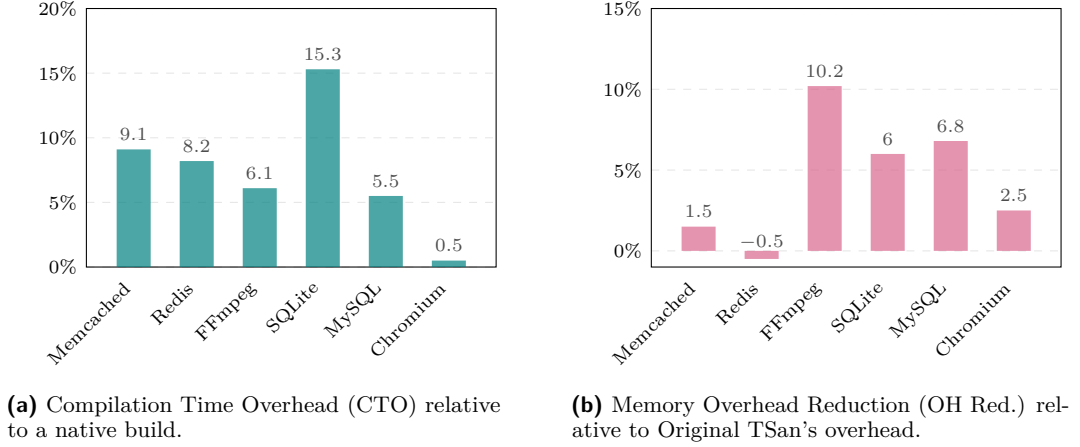 20%
15%
10%
5%
0%
9.1
8.2
6.1
15.3
5.5
0.5
Memcached
Redis
FFmpeg
SQLite
MySQL
Chromium
(a) Compilation Time Overhead (CTO) relative
to a native build.
15%
10%
5%
0%
1.5
−0.5
10.2
6
6.8
2.5
Memcached
Redis
FFmpeg
SQLite
MySQL
Chromium
(b) Memory Overhead Reduction (OH Red.) rel-
ative to Original TSan's overhead.